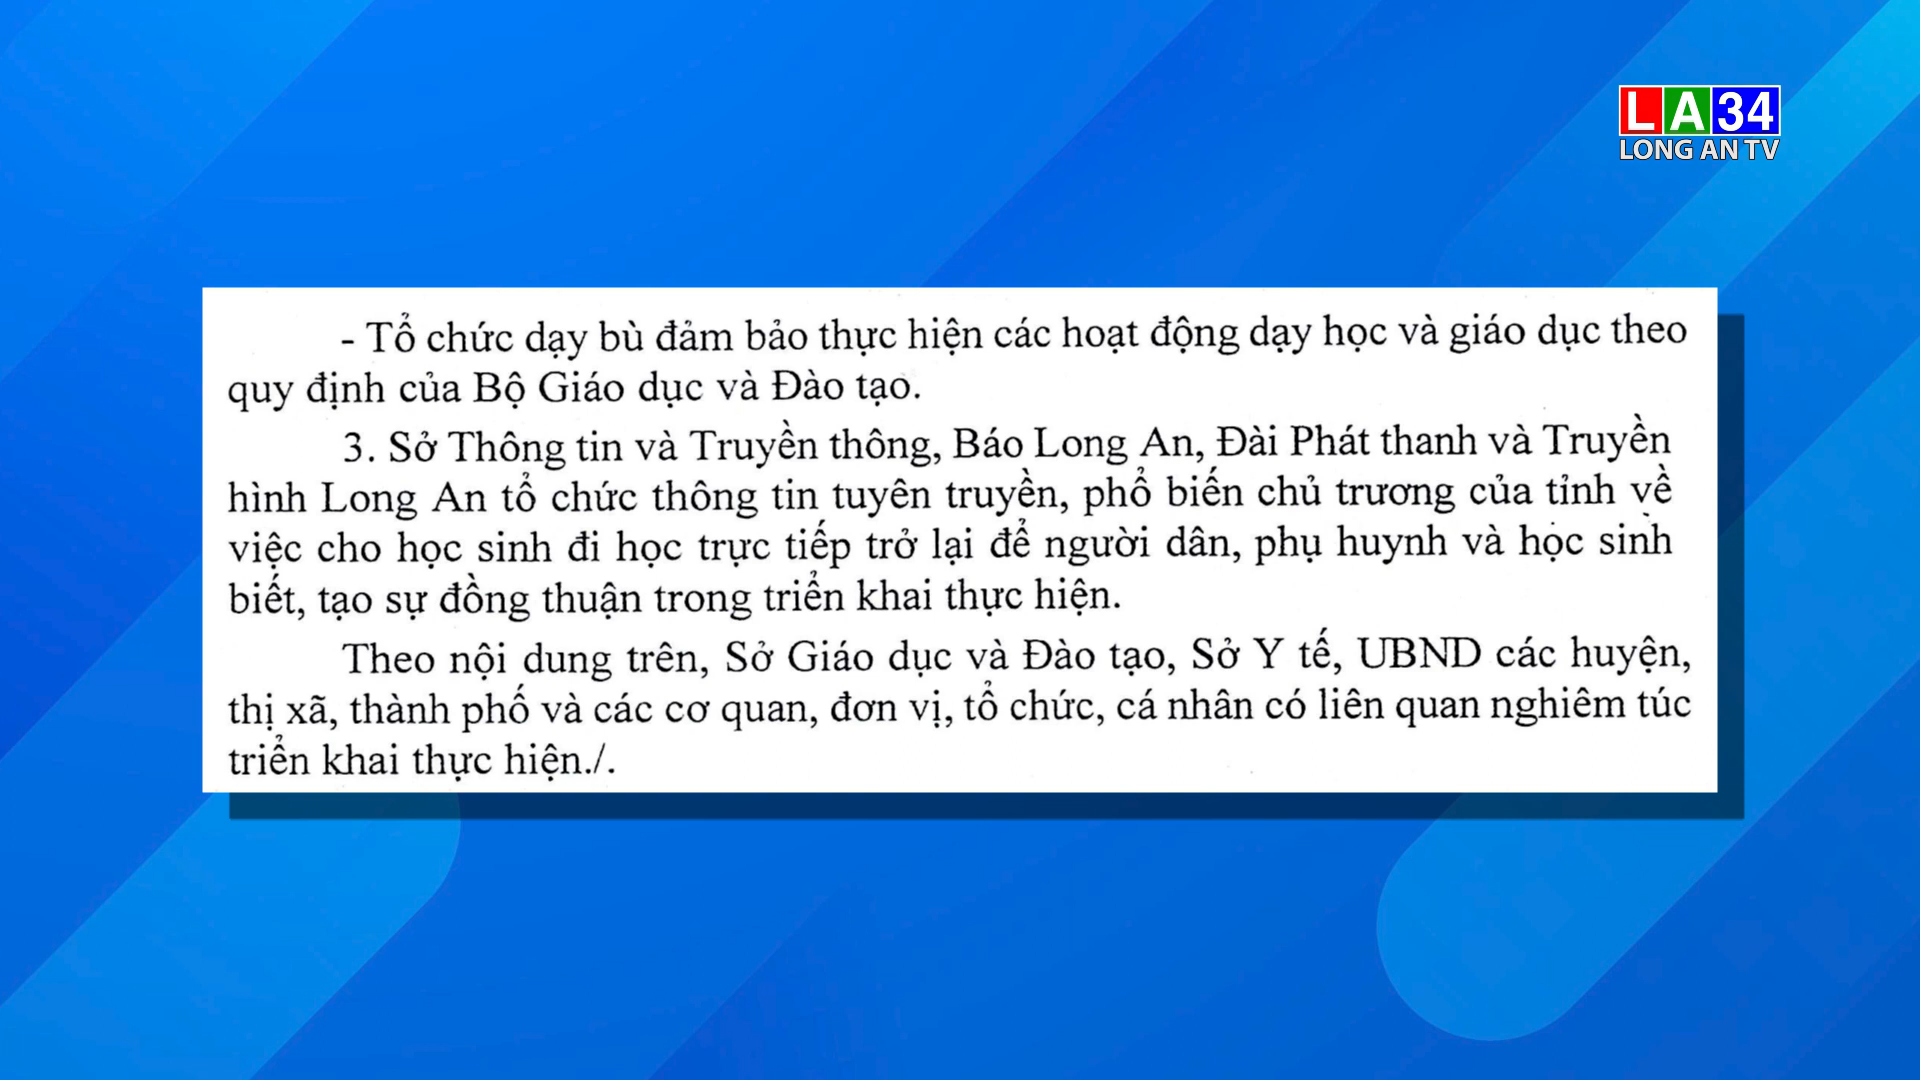 LA34
LONG AN TV
- Tổ chức dạy bù đảm bảo thực hiện các hoạt động dạy học và giáo dục theo
quy định của Bộ Giáo dục và Đào tạo.
3. Sở Thông tin và Truyền thông, Báo Long An, Đài Phát thanh và Truyền
hình Long An tổ chức thông tin tuyên truyền, phổ biến chủ trương của tỉnh về
việc cho học sinh đi học trực tiếp trở lại để người dân, phụ huynh và học sinh
biết, tạo sự đồng thuận trong triển khai thực hiện.
Theo nội dung trên, Sở Giáo dục và Đào tạo, Sở Y tế, UBND các huyện,
thị xã, thành phố và các cơ quan, đơn vị, tổ chức, cá nhân có liên quan nghiêm túc
triển khai thực hiện./.